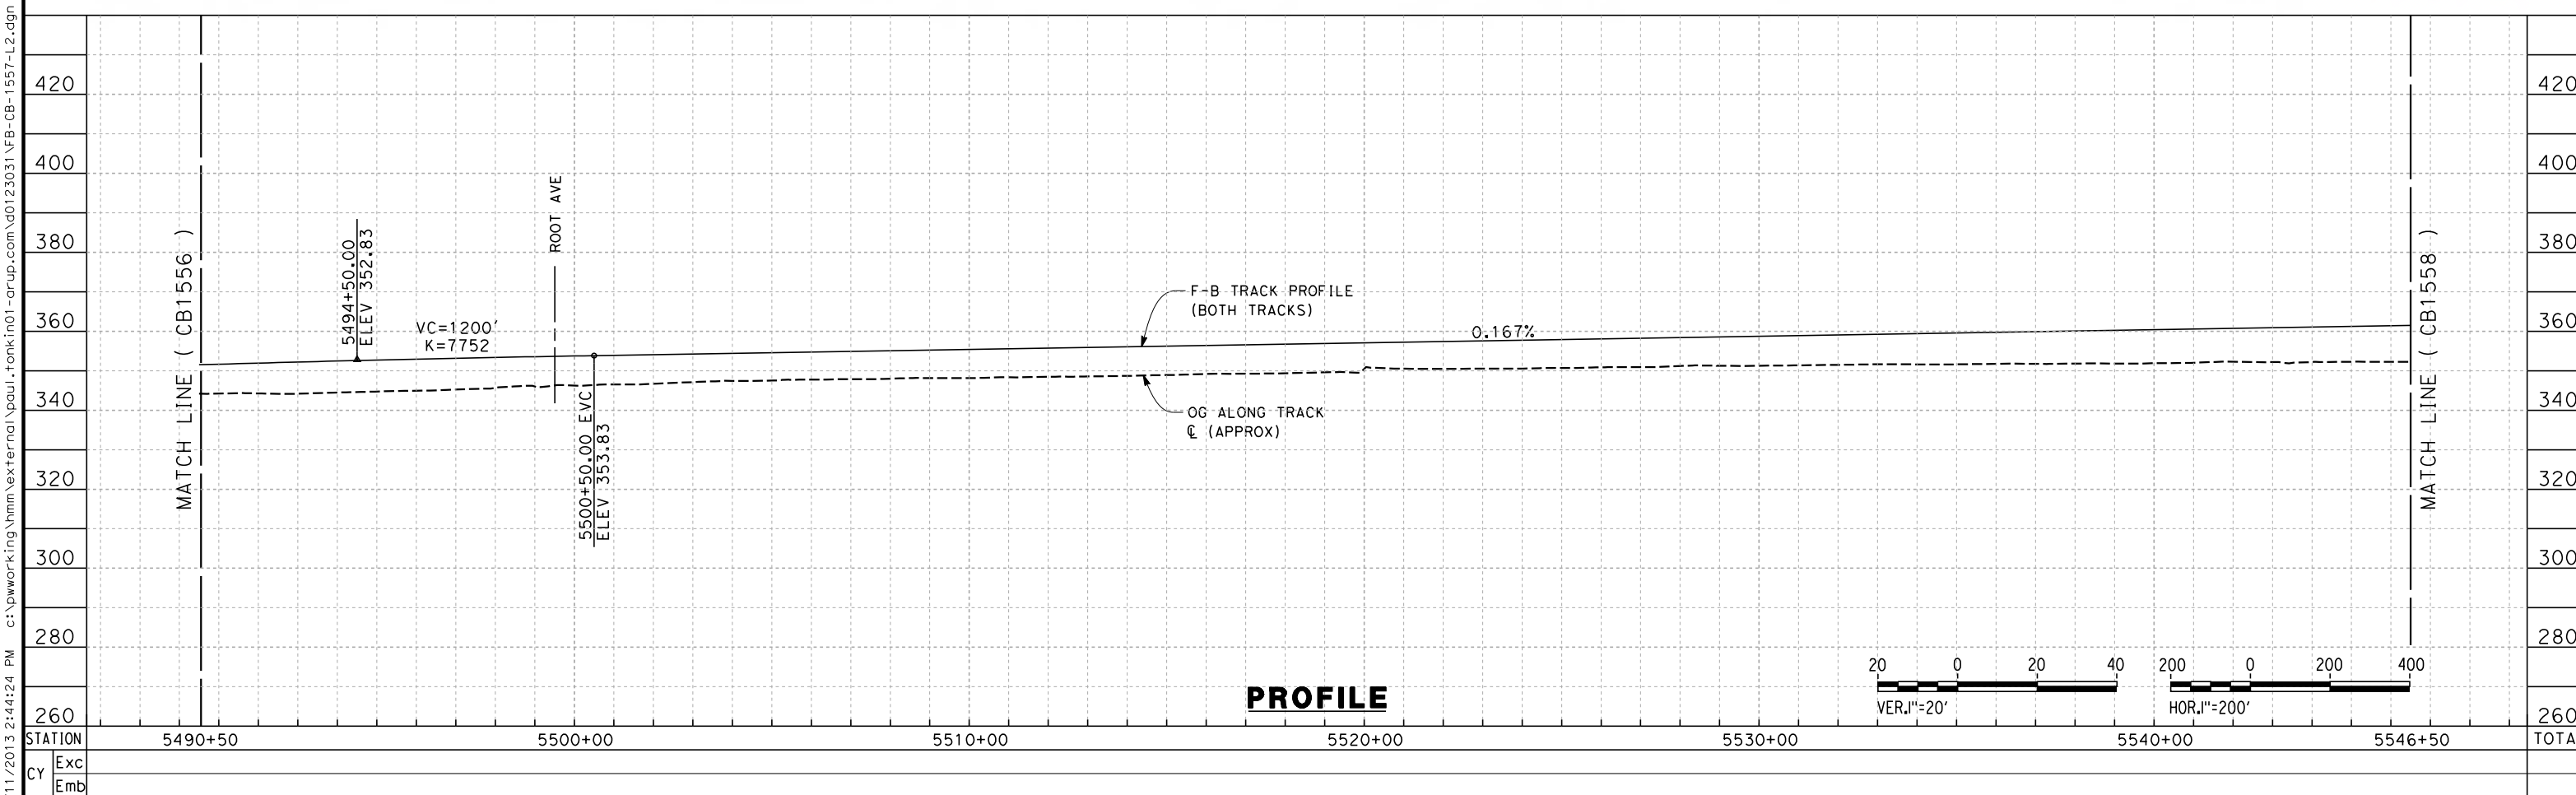 /11/2013 2:44:24 PM c:\pwworking\hmm\external\paul.tonkin01-arup.com\d0123031\FB-CB-1557-L2.dgn
420
400
380
360
340
320
300
280
260
MATCH LINE ( CB1556 )
5494+50.00
ELEV 352.83
VC=1200'
K=7752
ROOT AVE
5500+50.00 EVC
ELEV 353.83
F-B TRACK PROFILE
(BOTH TRACKS)
OG ALONG TRACK
℄ (APPROX)
0.167%
MATCH LINE ( CB1558 )
420
400
380
360
340
320
300
280
260
PROFILE
20 0 20 40
VER.1"=20'
200 0 200 400
HOR.1"=200'
STATION 5490+50 5500+00 5510+00 5520+00 5530+00 5540+00 5546+50 TOTA
CY
Exc
Emb